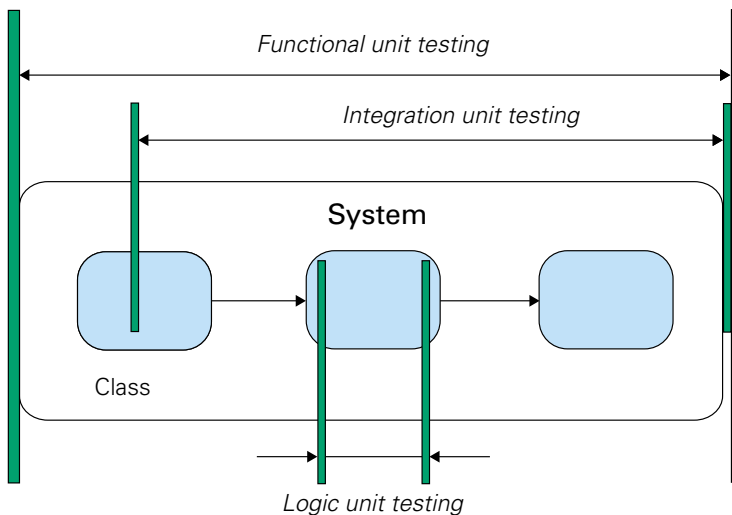 Functional unit testing
Integration unit testing
System
Class
Logic unit testing